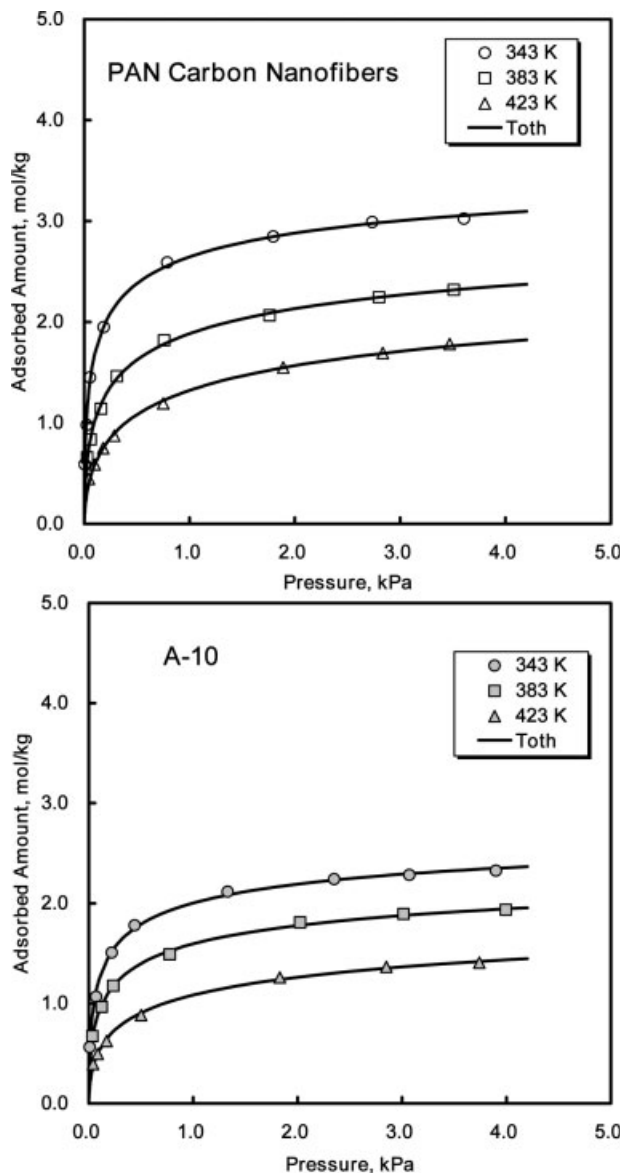 5.0
○ 343 K
PAN Carbon Nanofibers
□ 383 K
△ 423 K
4.0
Toth
3.0
Adsorbed Amount, mol/kg
2.0
1.0
0.0
0.0 1.0 2.0 3.0 4.0 5.0
Pressure, kPa
5.0
A-10
343 K
383 K
423 K
4.0
Toth
3.0
Adsorbed Amount, mol/kg
2.0
1.0
0.0
0.0 1.0 2.0 3.0 4.0 5.0
Pressure, kPa